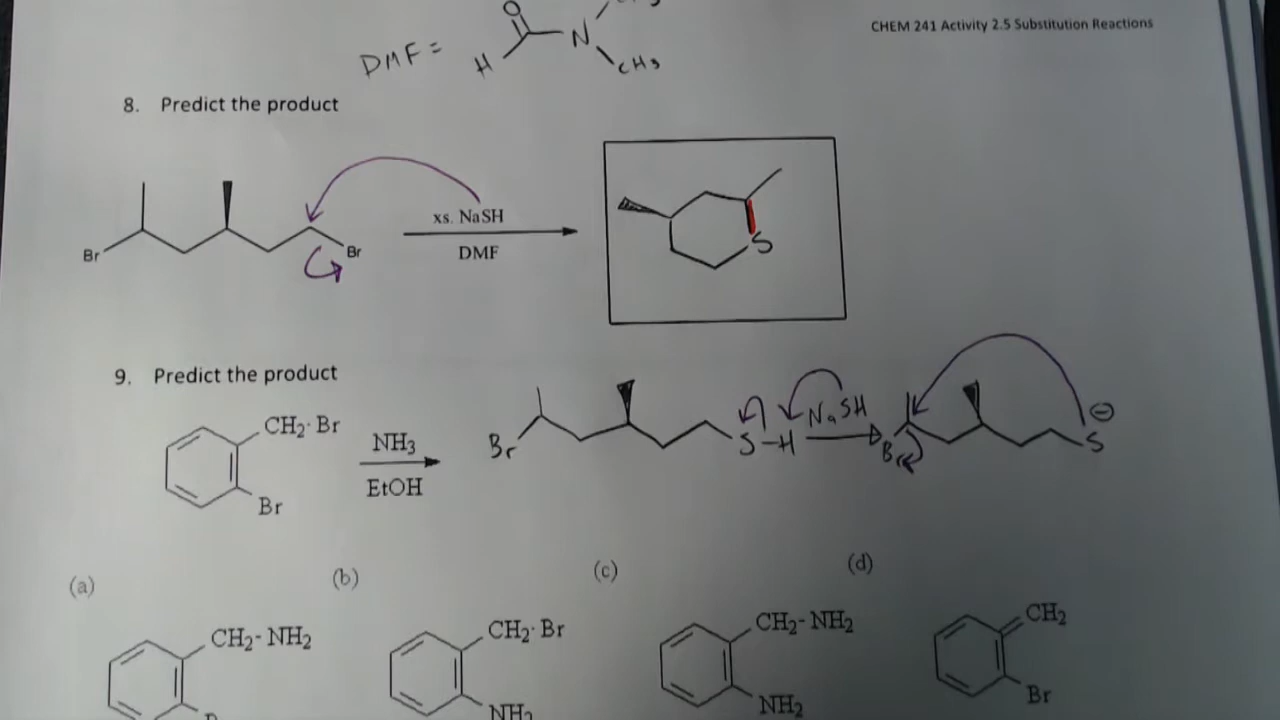 CHEM 241 Activity 2.5 Substitution Reactions
DMF =
O
H
N
CH3
8. Predict the product
Br
Br
xs. NaSH
DMF
S
9. Predict the product
CH2·Br
Br
NH3
EtOH
Br
S-H
NaSH
Br
S⊖
(a)
(b)
(c)
(d)
CH2-NH2
CH2·Br
NH2
CH2-NH2
NH2
CH2
Br